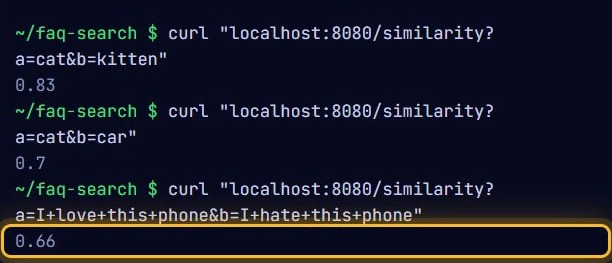 ~/faq-search $ curl "localhost:8080/similarity?
a=cat&b=kitten"
0.83
~/faq-search $ curl "localhost:8080/similarity?
a=cat&b=car"
0.7
~/faq-search $ curl "localhost:8080/similarity?
a=I+love+this+phone&b=I+hate+this+phone"
0.66